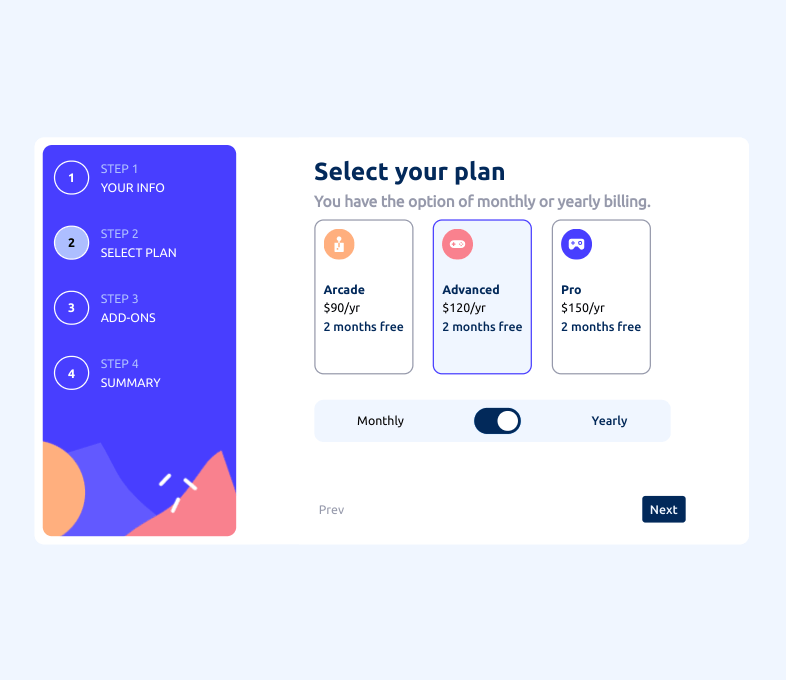 1
STEP 1
YOUR INFO
2
STEP 2
SELECT PLAN
3
STEP 3
ADD-ONS
4
STEP 4
SUMMARY
Select your plan
You have the option of monthly or yearly billing.
Arcade
$90/yr
2 months free
Advanced
$120/yr
2 months free
Pro
$150/yr
2 months free
Monthly
Yearly
Prev
Next